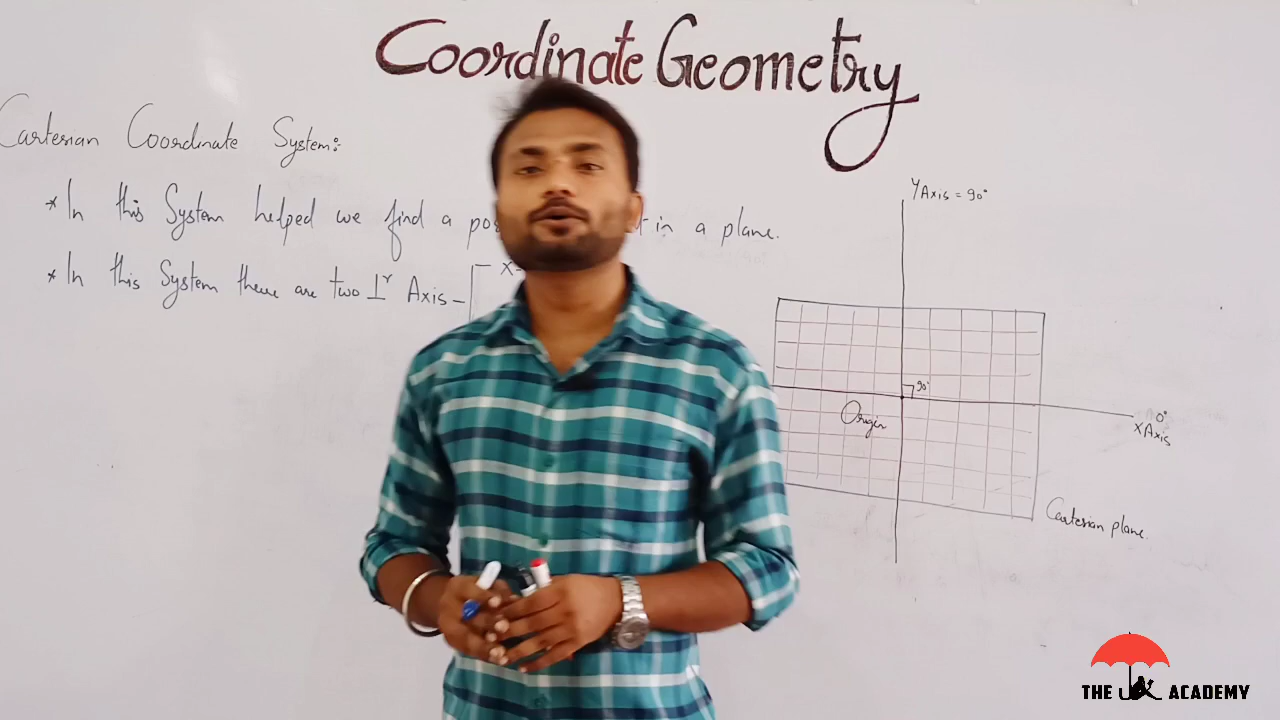 Coordinate Geometry
Cartesian Coordinate System:
* In this System helped we find a in a plane.
* In this System there are two ⊥r Axis - X-
Y Axis = 90°
90°
Origin
0°
X Axis
Cartesian plane.
THE ACADEMY